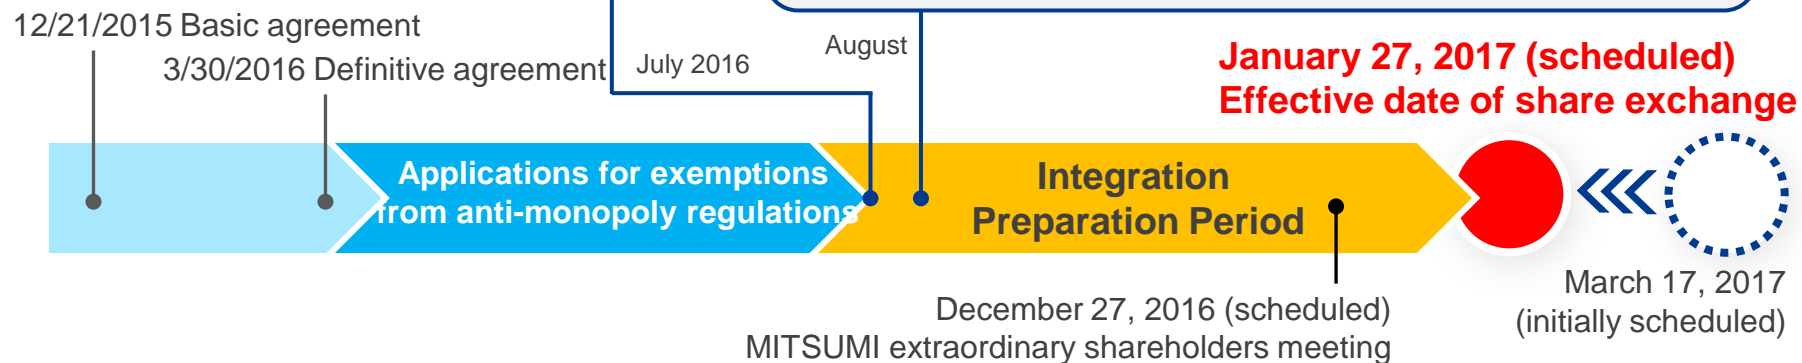 12/21/2015 Basic agreement
3/30/2016 Definitive agreement
July 2016
August
January 27, 2017 (scheduled)
Effective date of share exchange
Applications for exemptions
from anti-monopoly regulations
Integration
Preparation Period
December 27, 2016 (scheduled)
MITSUMI extraordinary shareholders meeting
March 17, 2017
(initially scheduled)